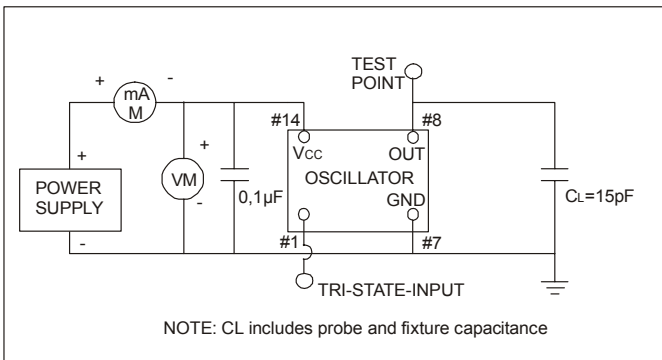 TEST
POINT
+ -
mA
M
#14 #8
+
+
VCC OUT
VM
POWER
SUPPLY
0,1µF
OSCILLATOR
CL=15pF
-
GND
-
#1 #7
TRI-STATE-INPUT
NOTE: CL includes probe and fixture capacitance